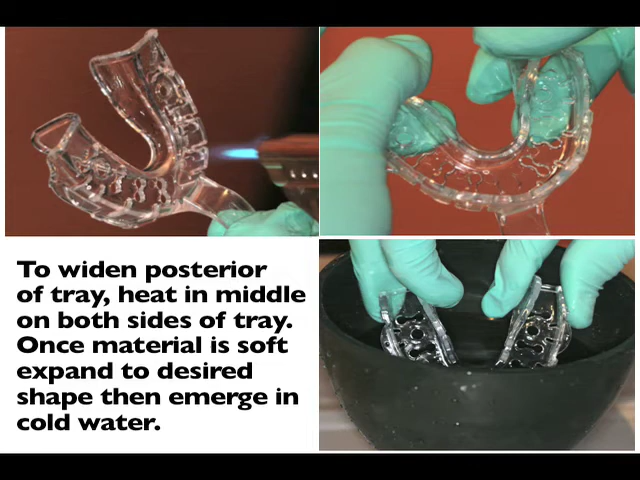 To widen posterior
of tray, heat in middle
on both sides of tray.
Once material is soft
expand to desired
shape then emerge in
cold water.